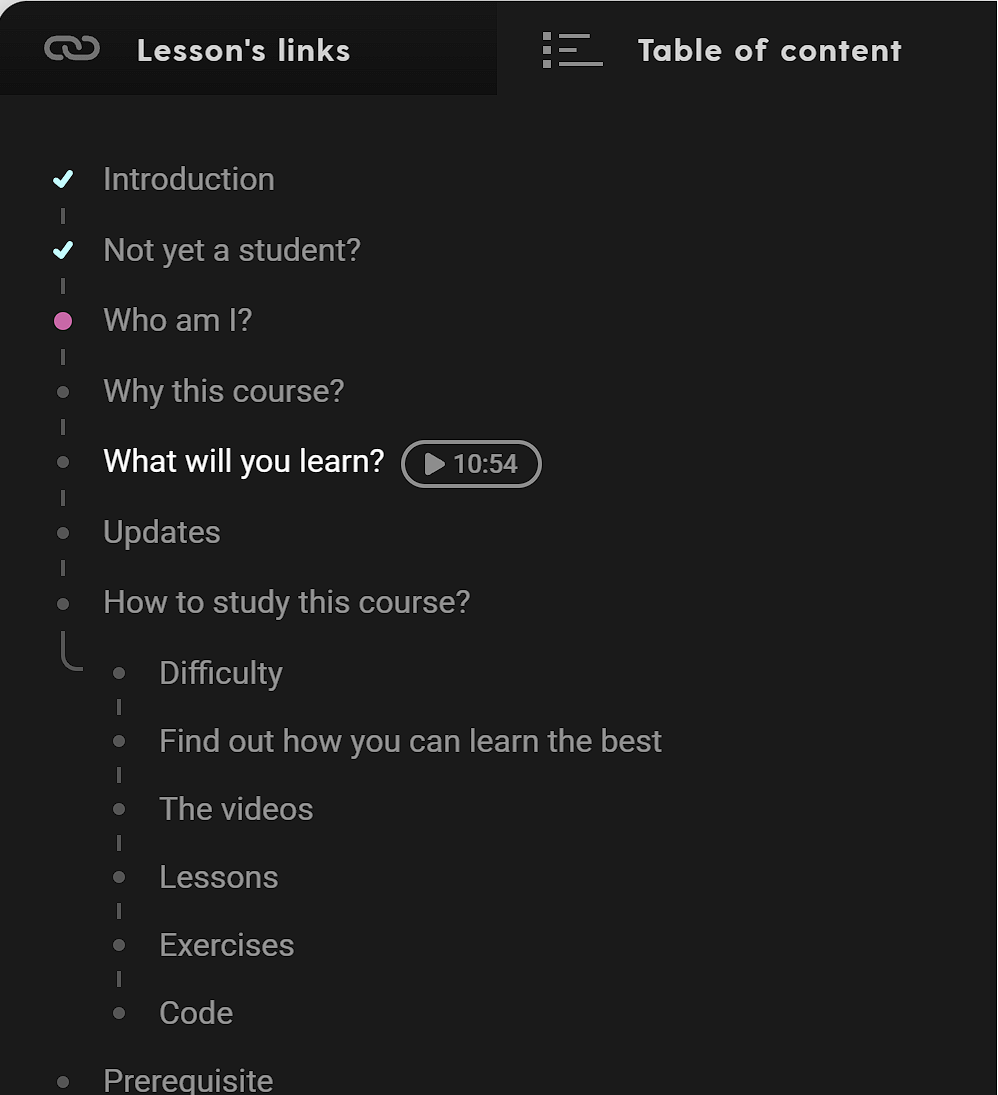 Lesson's links
Table of content
Introduction
Not yet a student?
Who am I?
Why this course?
What will you learn? 10:54
Updates
How to study this course?
Difficulty
Find out how you can learn the best
The videos
Lessons
Exercises
Code
Prerequisite